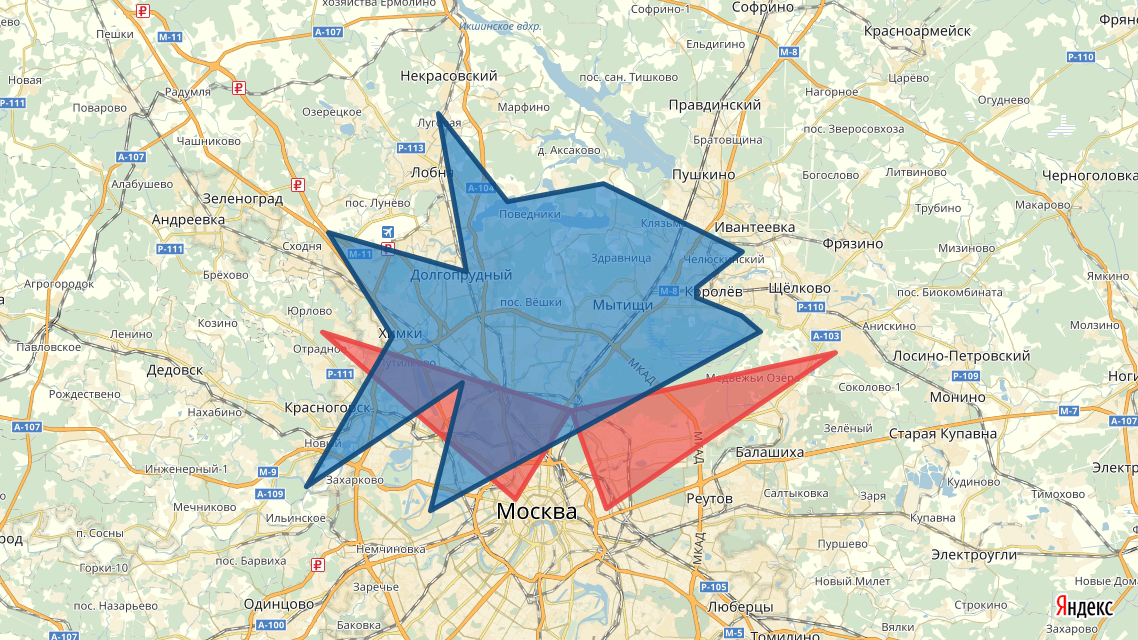 хозяйства Ермолино
Софрино-1
Софрино
Пешки
М-11
А-107
Икшинское вдхр.
Красноармейск
Ельдигино
М-8
Р-110
Некрасовский
пос. сан. Тишково
Царево
Новая
Радумля
Нагорное
Огуднево
Р-111
Поварово
Озерецкое
Марфино
Правдинский
Луговая
пос. Зверосовхоза
Чашниково
Р-113
д. Аксаково
Братовщина
А-107
Лобня
Пушкино
Богослово
Литвиново
Черноголовка
Алабушево
А-104
Зеленоград
пос. Лунёво
Поведники
Трубино
Макарово
Андреевка
Клязьма
Ивантеевка
Сходня
Фрязино
Мизиново
Р-111
М-11
Здравница
Челюскинский
Брёхово
Долгопрудный
Ямкино
Агрогородок
М-8
Королёв
Щёлково
пос. Биокомбината
пос. Вёшки
Мытищи
Юрлово
Р-110
Козино
Анискино
Молзино
Ленино
Химки
А-103
Павловское
Отрадное
Лосино-Петровский
Путилково
Дедовск
Р-111
МКАД
Медвежьи Озёра
Р-109
Соколово-1
Рождествено
Монино
Нахабино
Красногорск
М-7
А-107
Новый
Зелёный
Старая Купавна
А-107
МКАД
Балашиха
Инженерный-1
М-9
Захарково
Кудиново
А-109
Салтыковка
Заря
Тимохово
Мечниково
Реутов
Ильинское
Москва
Купавна
п. Сосны
Немчиновка
МКАД
Пуршево
Электроугли
Горки-10
пос. Барвиха
Заречье
Р-105
Новый Милет
пос. Назарьево
Одинцово
Люберцы
Строкино
Яндекс
А-100
Баковка
М-5
Томилино
Вялки
Захарово
А-107